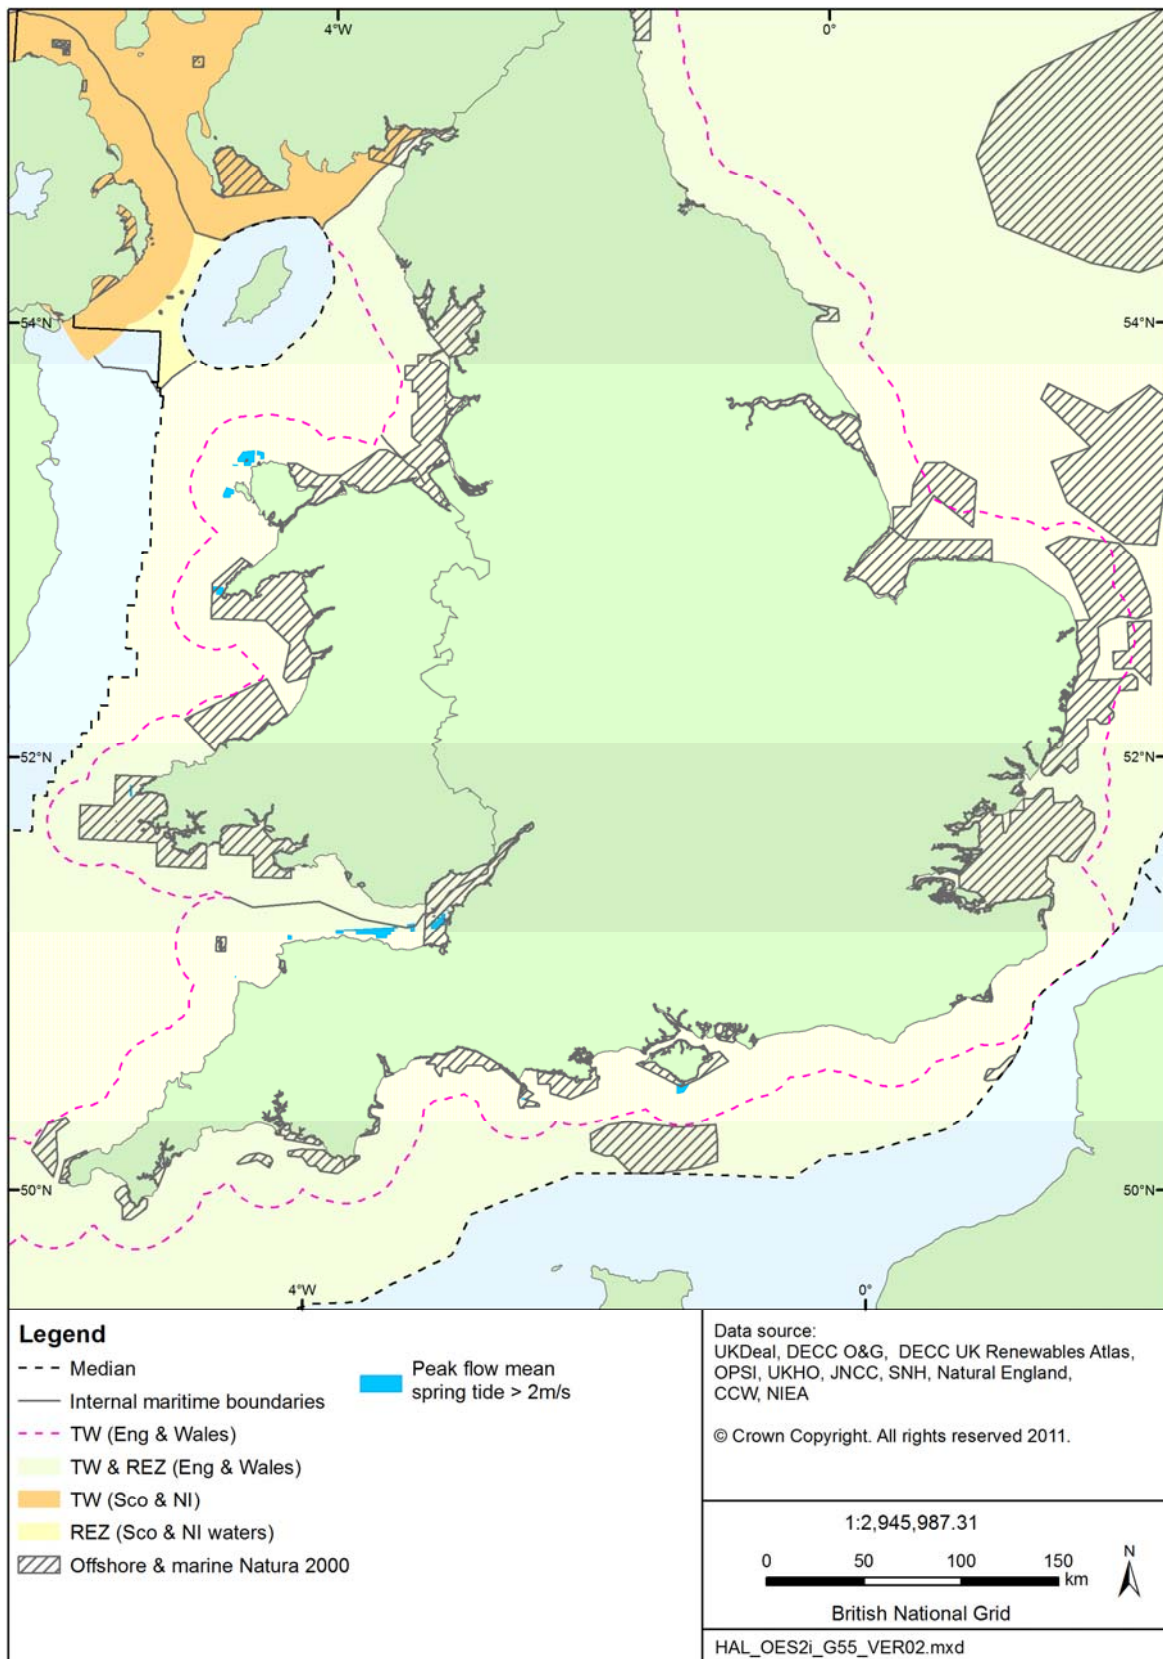 4°W
0°
54°N
54°N
52°N
52°N
50°N
50°N
4°W
0°
Legend
Median
Internal maritime boundaries
TW (Eng & Wales)
TW & REZ (Eng & Wales)
TW (Sco & NI)
REZ (Sco & NI waters)
Offshore & marine Natura 2000
Peak flow mean
spring tide > 2m/s
Data source:
UKDeal, DECC O&G, DECC UK Renewables Atlas,
OPSI, UKHO, JNCC, SNH, Natural England,
CCW, NIEA
© Crown Copyright. All rights reserved 2011.
1:2,945,987.31
0 50 100 150
km
N
British National Grid
HAL_OES2i_G55_VER02.mxd